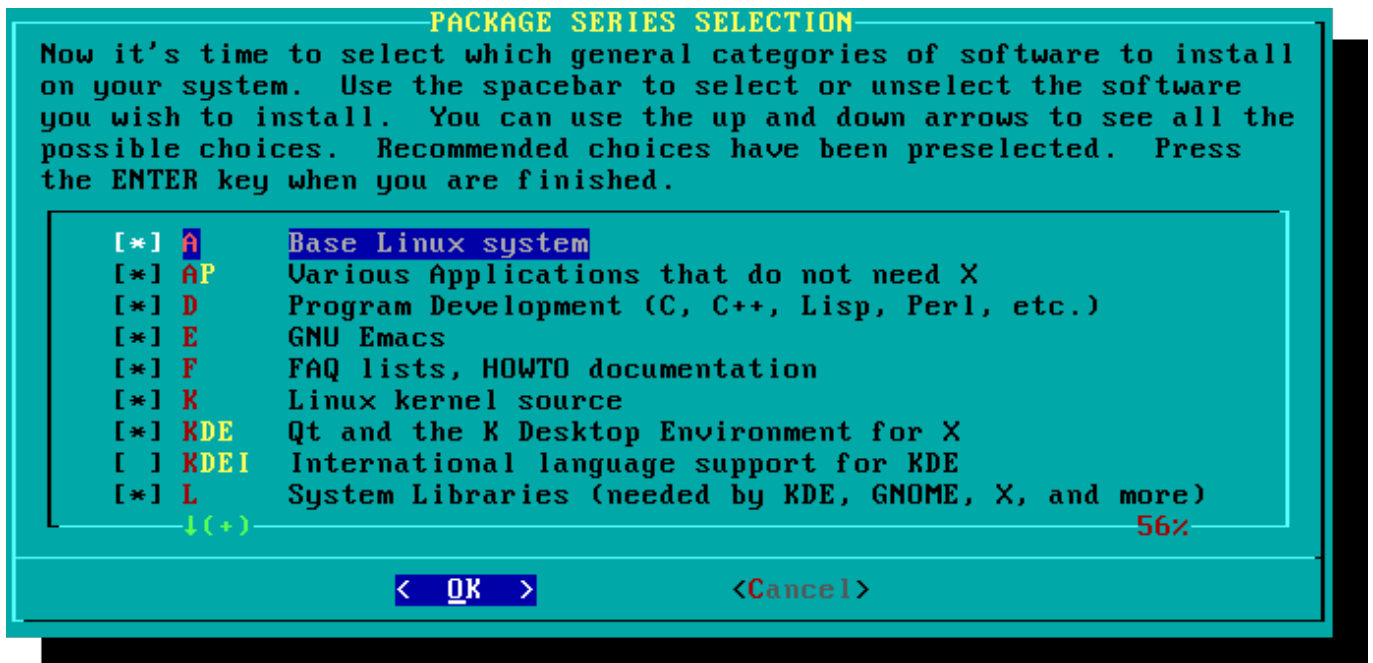 PACKAGE SERIES SELECTION
Now it's time to select which general categories of software to install
on your system.  Use the spacebar to select or unselect the software
you wish to install.  You can use the up and down arrows to see all the
possible choices.  Recommended choices have been preselected.  Press
the ENTER key when you are finished.
[*] A     Base Linux system
[*] AP    Various Applications that do not need X
[*] D     Program Development (C, C++, Lisp, Perl, etc.)
[*] E     GNU Emacs
[*] F     FAQ lists, HOWTO documentation
[*] K     Linux kernel source
[*] KDE   Qt and the K Desktop Environment for X
[ ] KDEI  International language support for KDE
[*] L     System Libraries (needed by KDE, GNOME, X, and more)
↓(+) 56%
<  OK  > <Cancel>